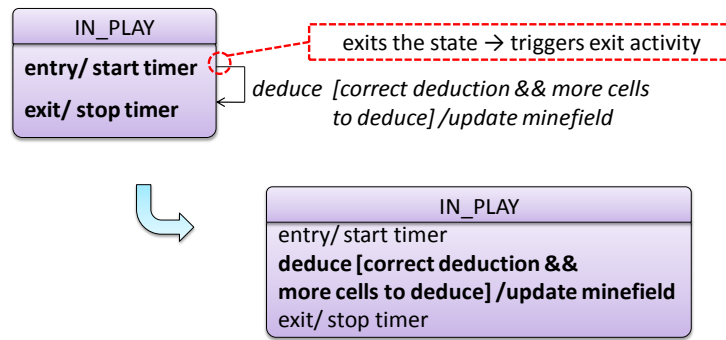 IN_PLAY
entry/ start timer
exit/ stop timer
exits the state → triggers exit activity
deduce [correct deduction && more cells
to deduce] /update minefield
IN_PLAY
entry/ start timer
deduce [correct deduction &&
more cells to deduce] /update minefield
exit/ stop timer